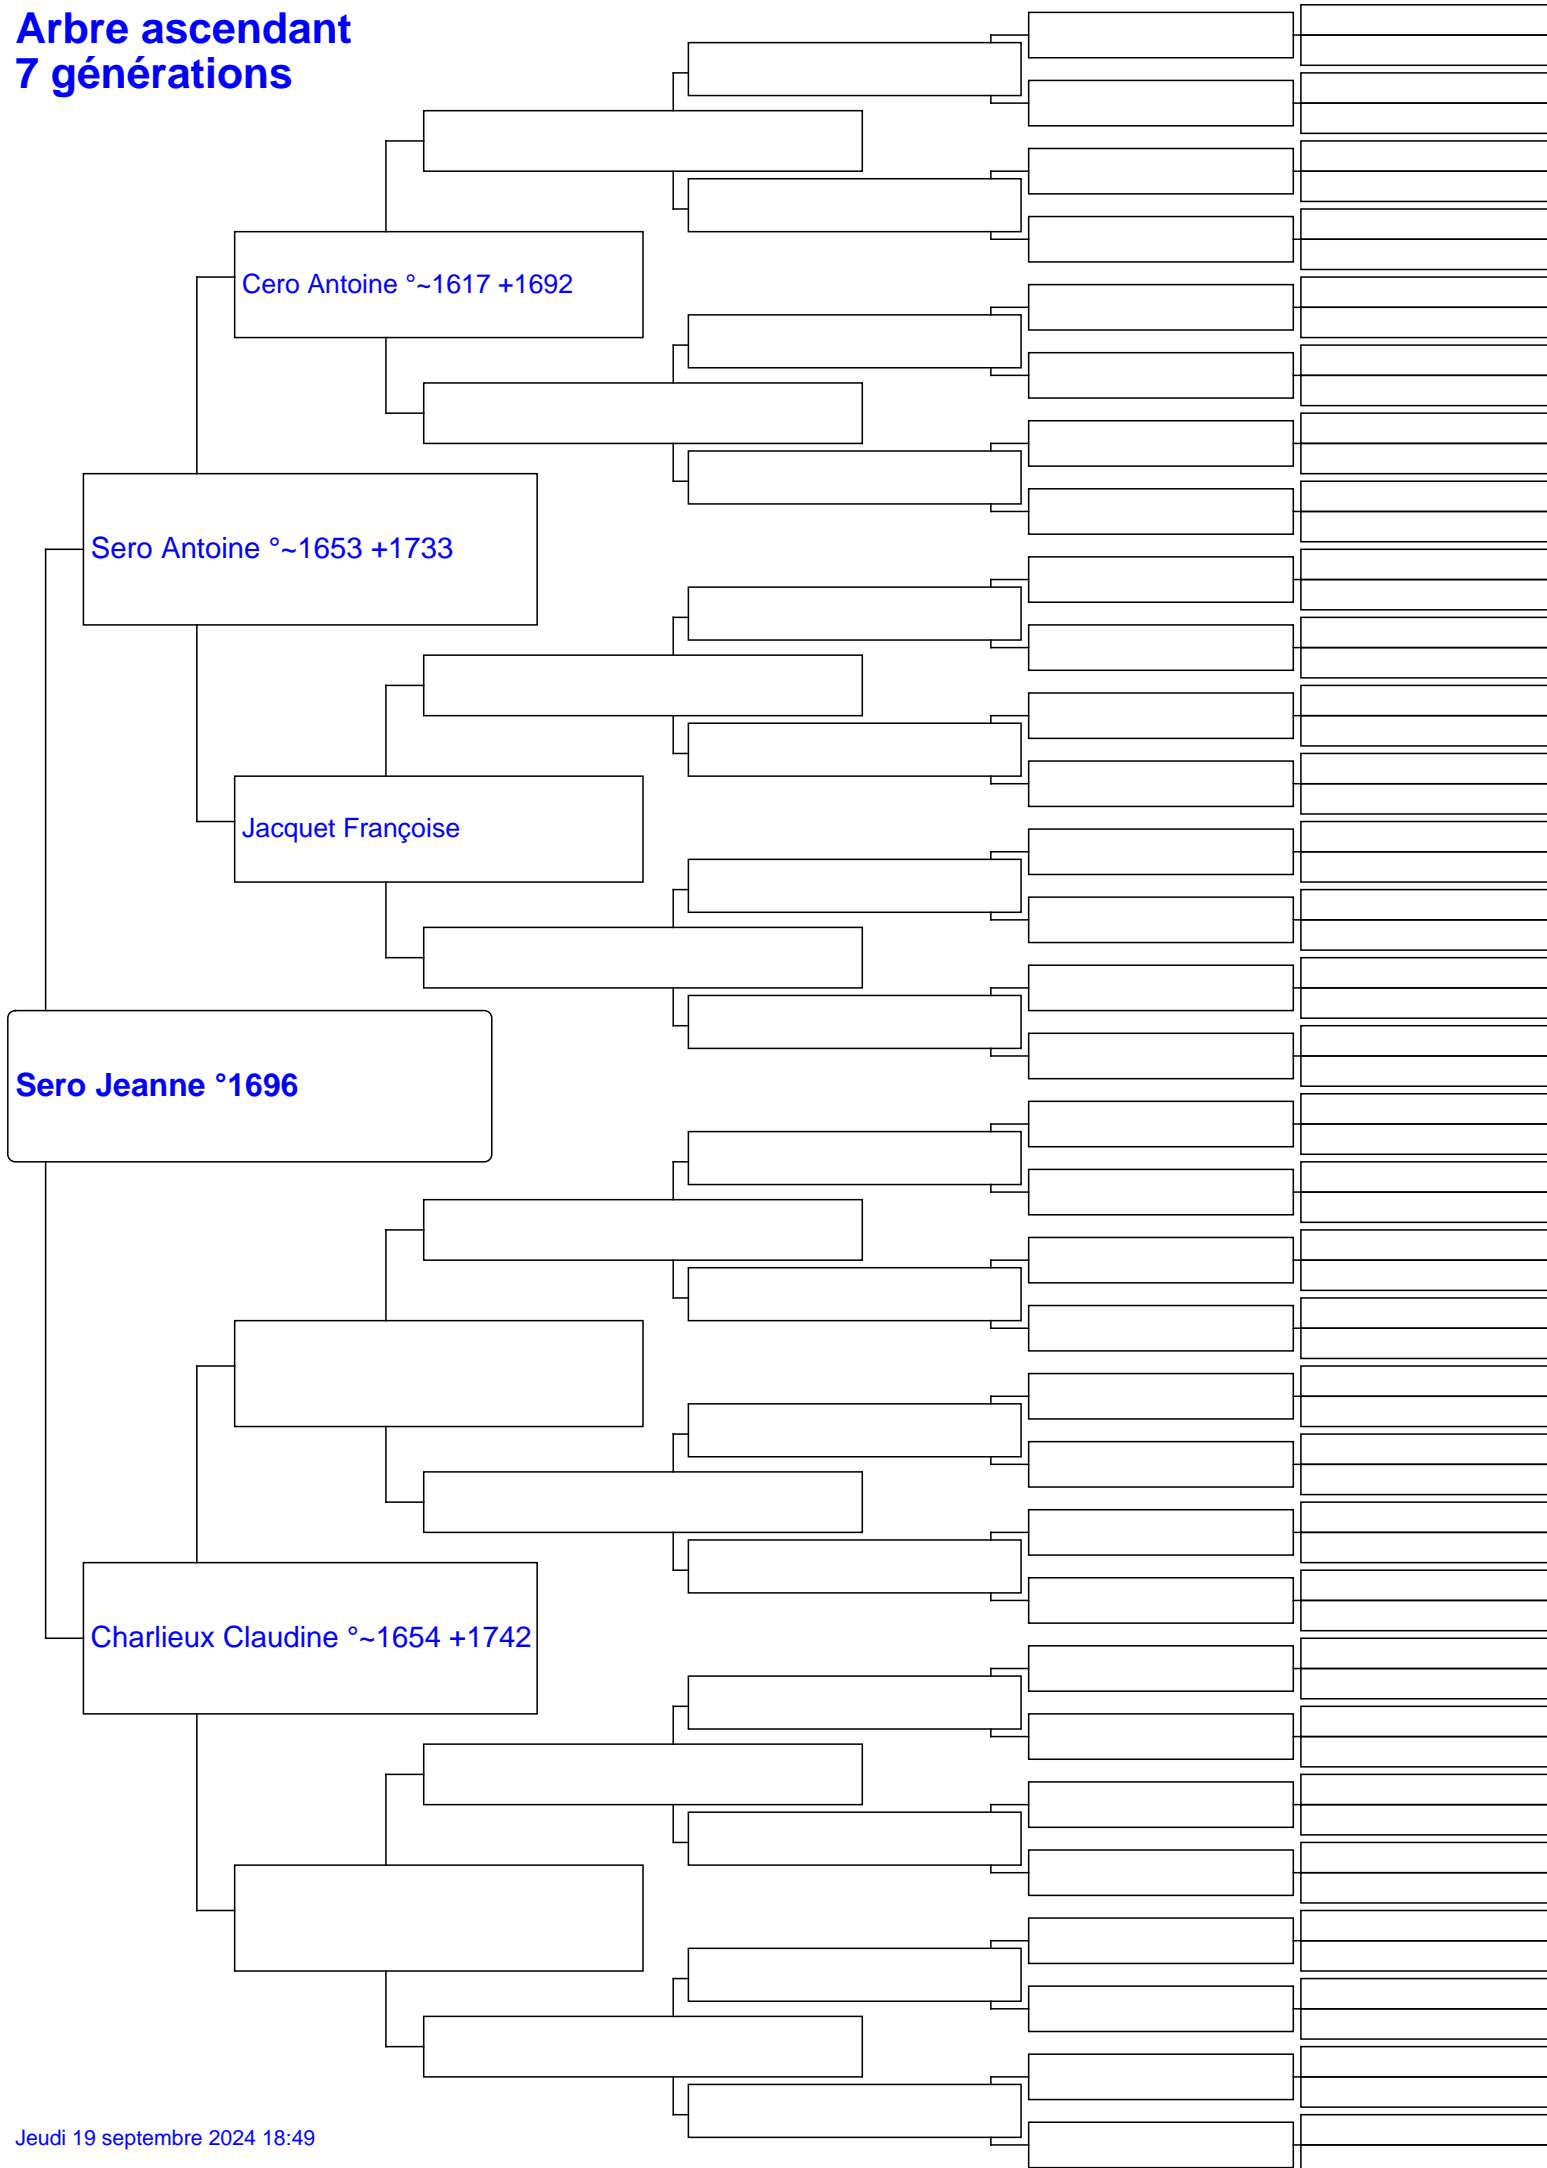 Arbre ascendant
7 générations
Cero Antoine °~1617 +1692
Sero Antoine °~1653 +1733
Jacquet Françoise
Sero Jeanne °1696
Charlieux Claudine °~1654 +1742
Jeudi 19 septembre 2024 18:49